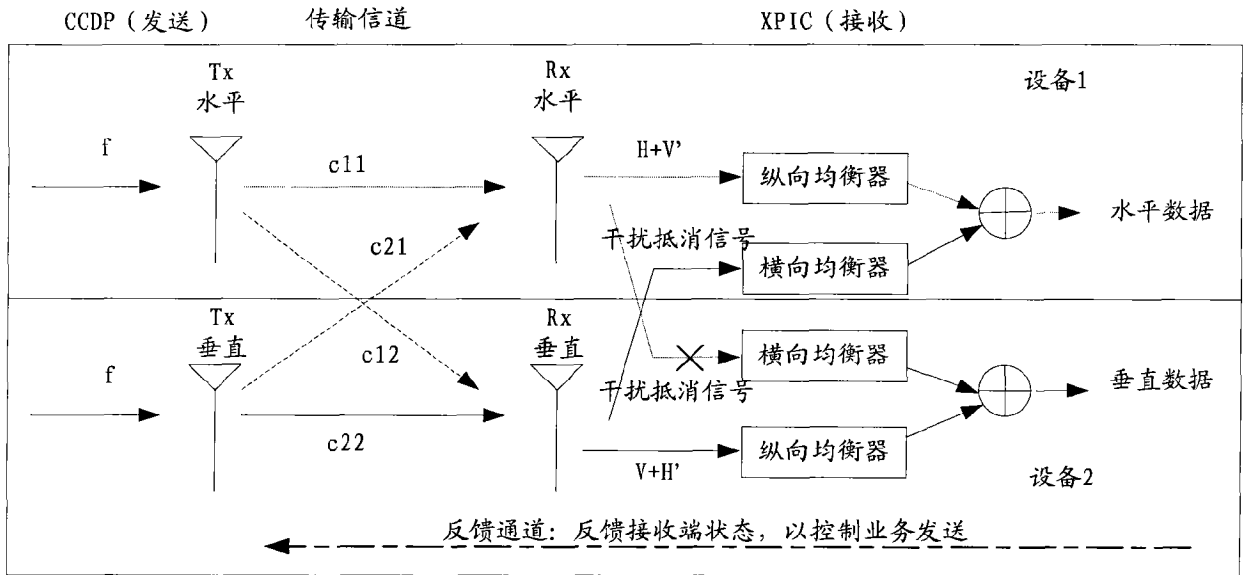 CCDP（发送）
传输信道
XPIC（接收）
Tx
水平
Rx
水平
设备1
f
c11
H+V'
纵向均衡器
水平数据
c21
干扰抵消信号
横向均衡器
Tx
垂直
Rx
垂直
c12
横向均衡器
f
干扰抵消信号
垂直数据
c22
V+H'
纵向均衡器
设备2
反馈通道：反馈接收端状态，以控制业务发送